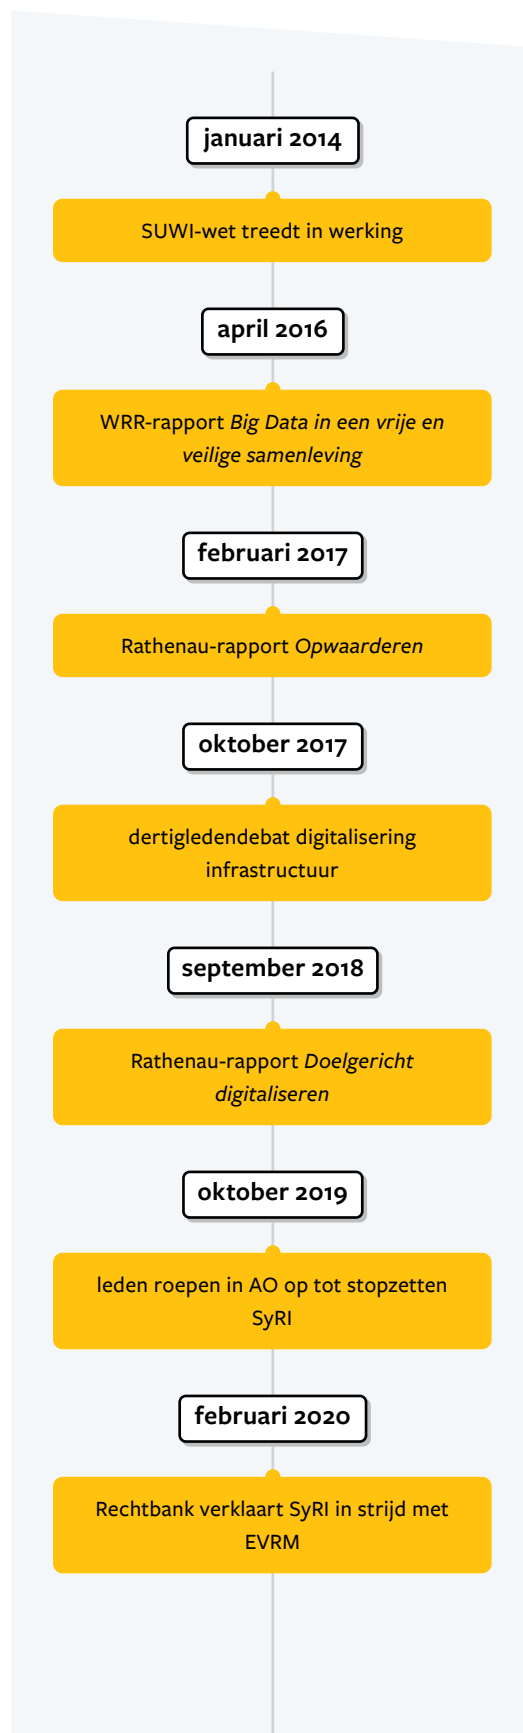 januari 2014
SUWI-wet treedt in werking
april 2016
WRR-rapport Big Data in een vrije en
veilige samenleving
februari 2017
Rathenau-rapport Opwaarderen
oktober 2017
dertigledendebat digitalisering
infrastructuur
september 2018
Rathenau-rapport Doelgericht
digitaliseren
oktober 2019
leden roepen in AO op tot stopzetten
SyRI
februari 2020
Rechtbank verklaart SyRI in strijd met
EVRM